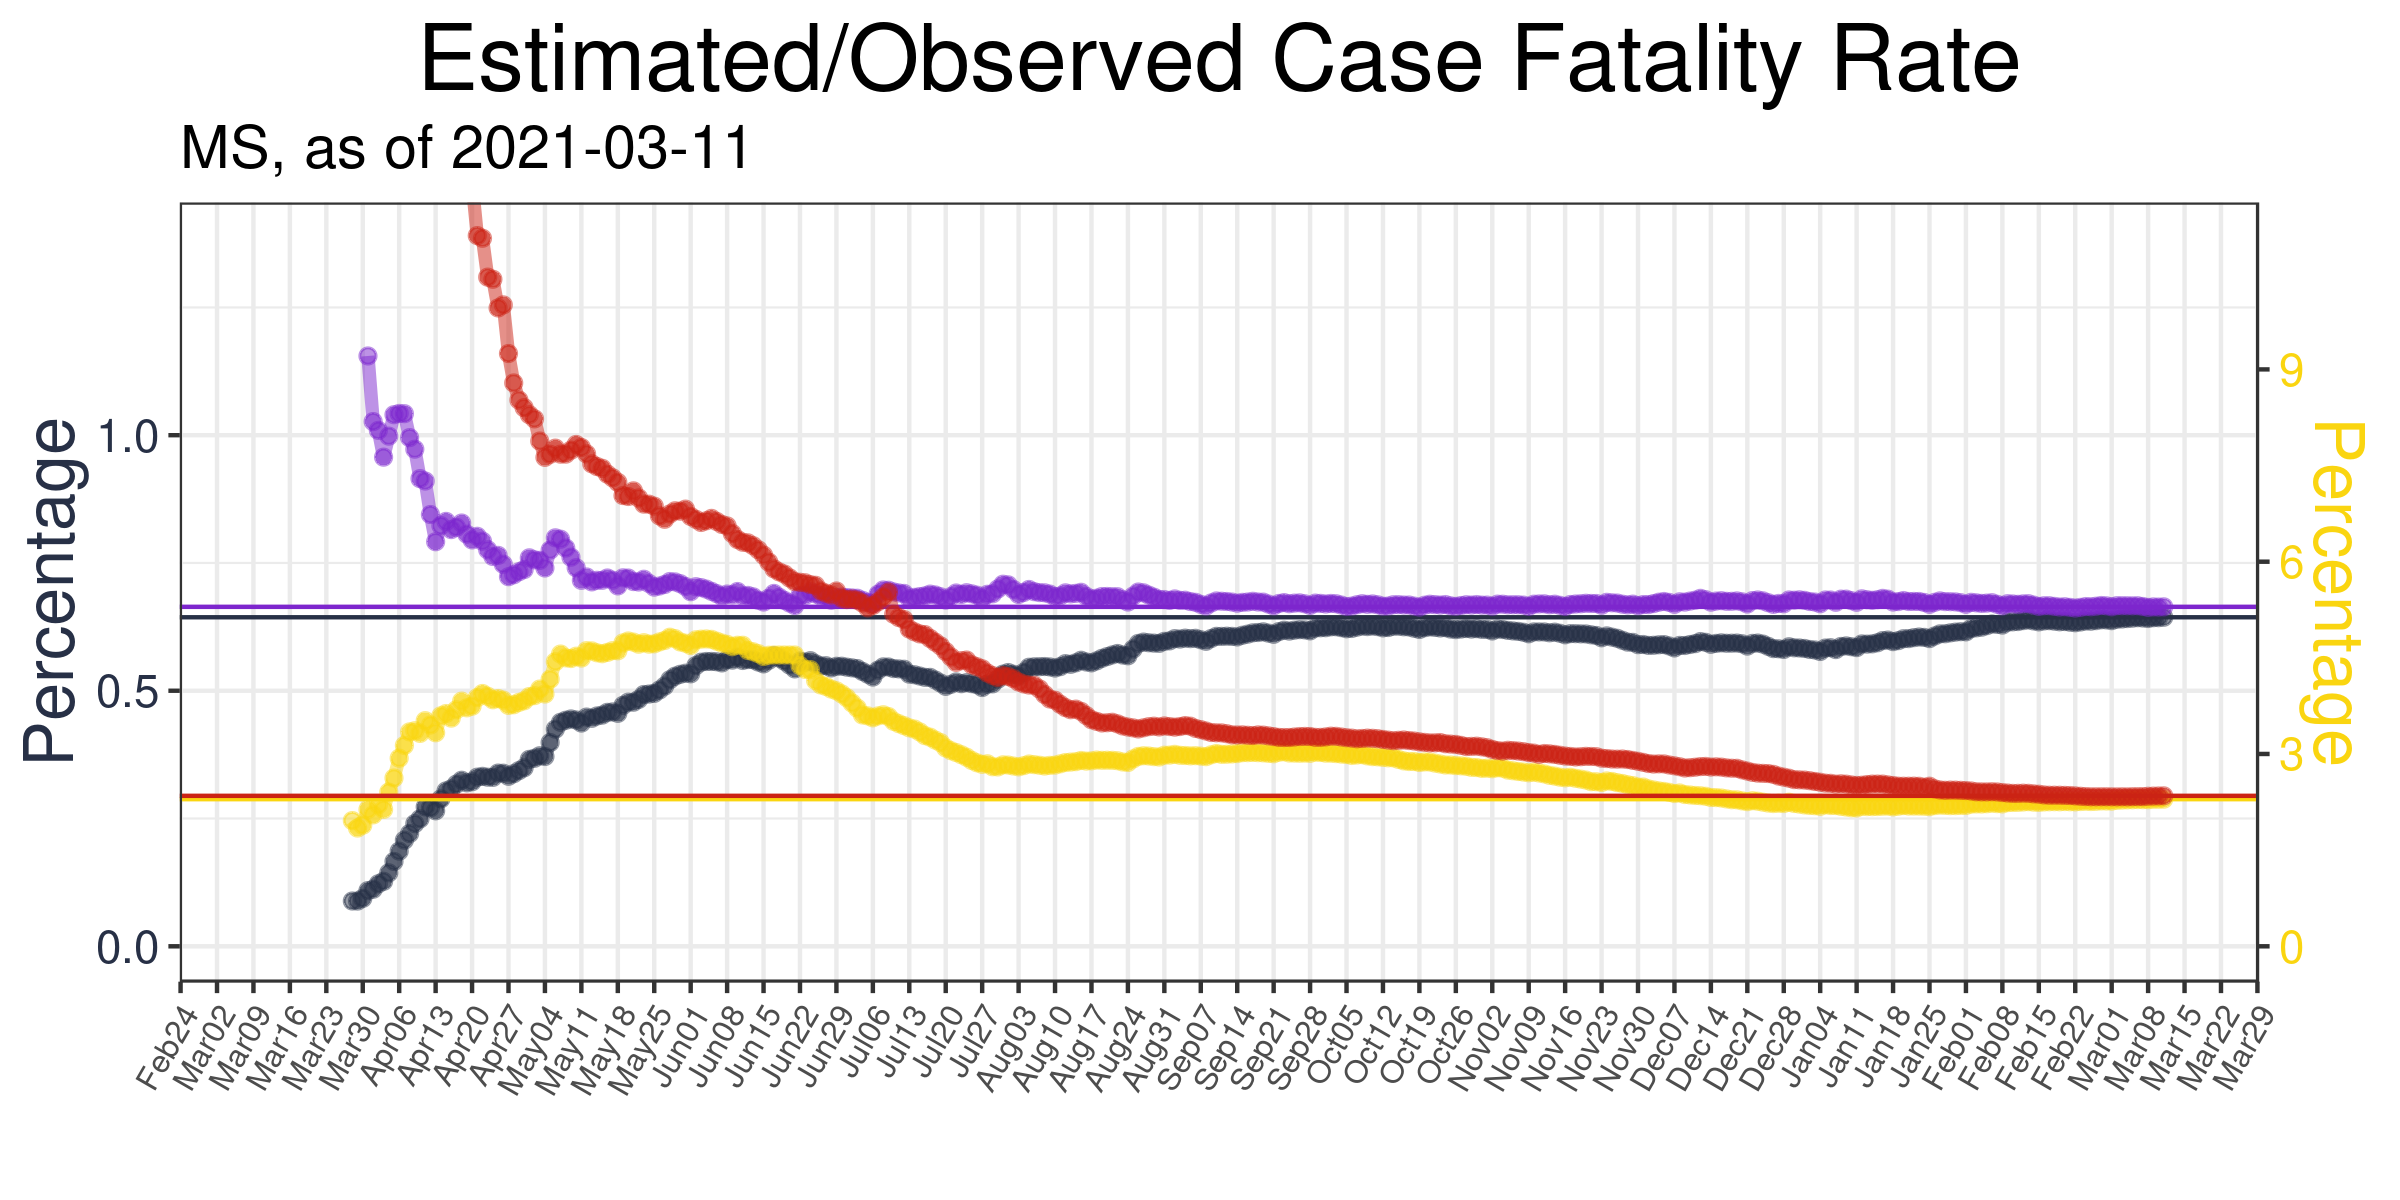 Estimated/Observed Case Fatality Rate
MS, as of 2021-03-11
Percentage
1.0
0.5
0.0
9
6
3
0
Percentage
Feb24
Mar02
Mar09
Mar16
Mar23
Mar30
Apr06
Apr13
Apr20
Apr27
May04
May11
May18
May25
Jun01
Jun08
Jun15
Jun22
Jun29
Jul06
Jul13
Jul20
Jul27
Aug03
Aug10
Aug17
Aug24
Aug31
Sep07
Sep14
Sep21
Sep28
Oct05
Oct12
Oct19
Oct26
Nov02
Nov09
Nov16
Nov23
Nov30
Dec07
Dec14
Dec21
Dec28
Jan04
Jan11
Jan18
Jan25
Feb01
Feb08
Feb15
Feb22
Mar01
Mar08
Mar15
Mar22
Mar29